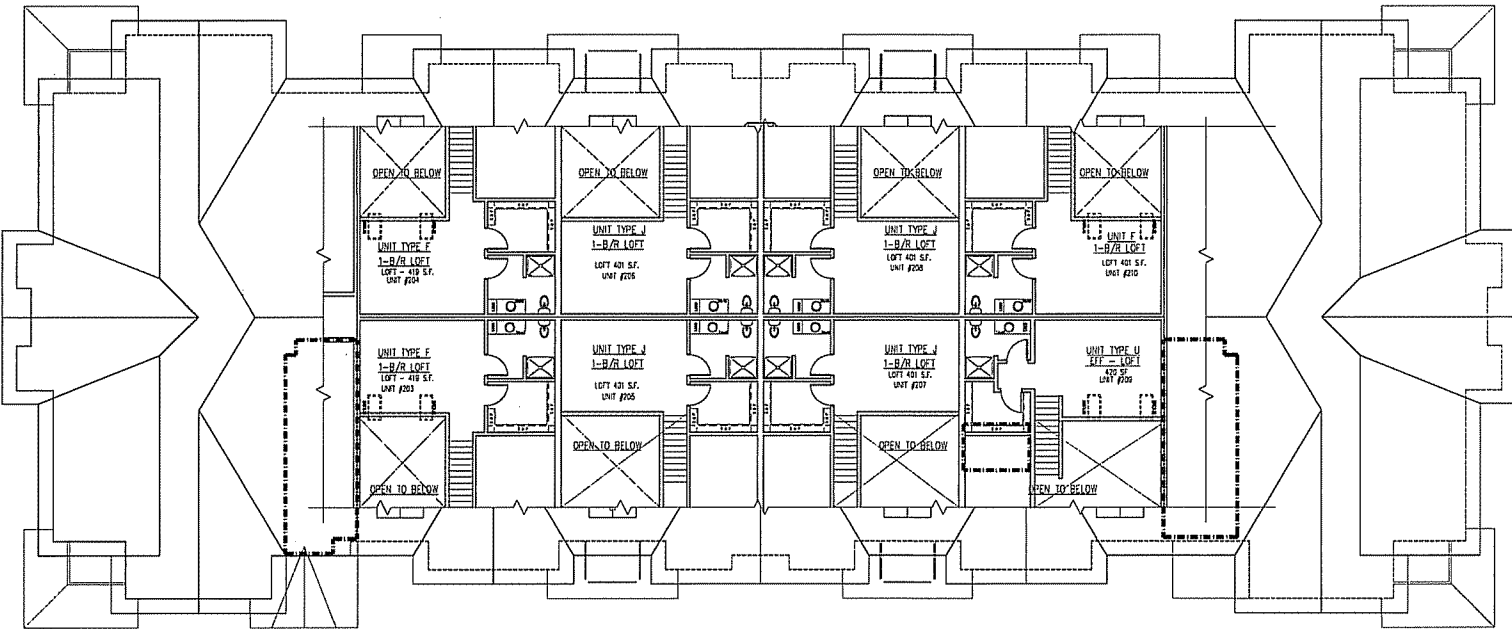 OPEN TO BELOW
OPEN TO BELOW
OPEN TO BELOW
OPEN TO BELOW
UNIT TYPE F
1-B/R LOFT
LOFT - 419 S.F.
UNIT #204
UNIT TYPE J
1-B/R LOFT
LOFT 401 S.F.
UNIT #206
UNIT TYPE J
1-B/R LOFT
LOFT 401 S.F.
UNIT #208
UNIT F
1-B/R LOFT
LOFT 401 S.F.
UNIT #210
UNIT TYPE F
1-B/R LOFT
LOFT - 419 S.F.
UNIT #203
UNIT TYPE J
1-B/R LOFT
LOFT 401 S.F.
UNIT #205
UNIT TYPE J
1-B/R LOFT
LOFT 401 S.F.
UNIT #207
UNIT TYPE U
EFF - LOFT
420 SF
UNIT #209
OPEN TO BELOW
OPEN TO BELOW
OPEN TO BELOW
OPEN TO BELOW